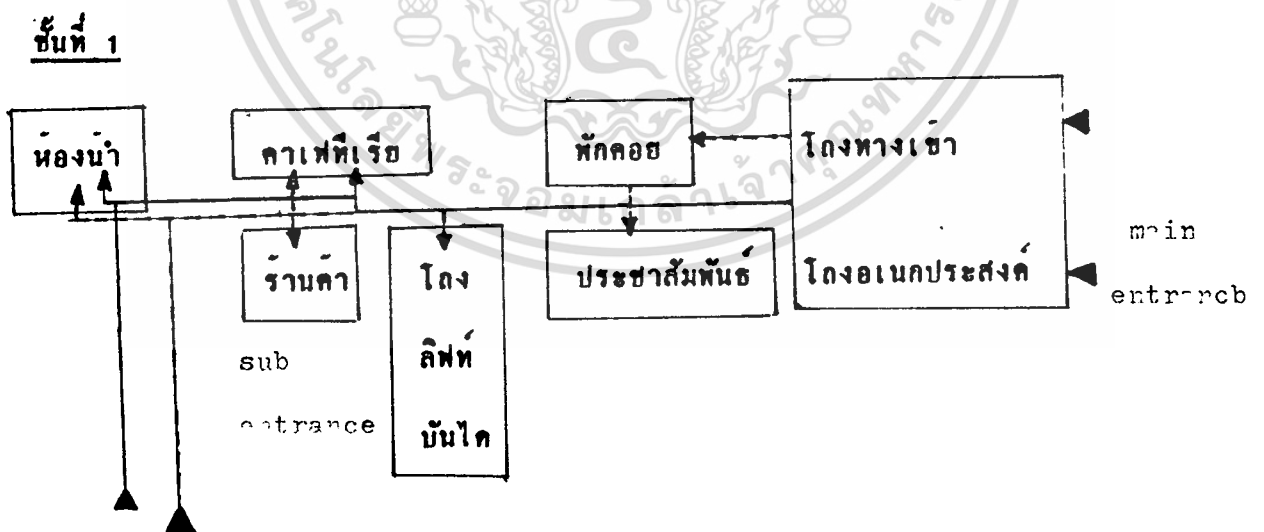 ชั้นที่ 1
ห้องน้ำ
คาเฟทีเรีย
พักคอย
โถงทางเข้า
ร้านค้า
โถง
ลิฟท์
บันได
ประชาสัมพันธ์
โถงอเนกประสงค์
main
sub
entrance